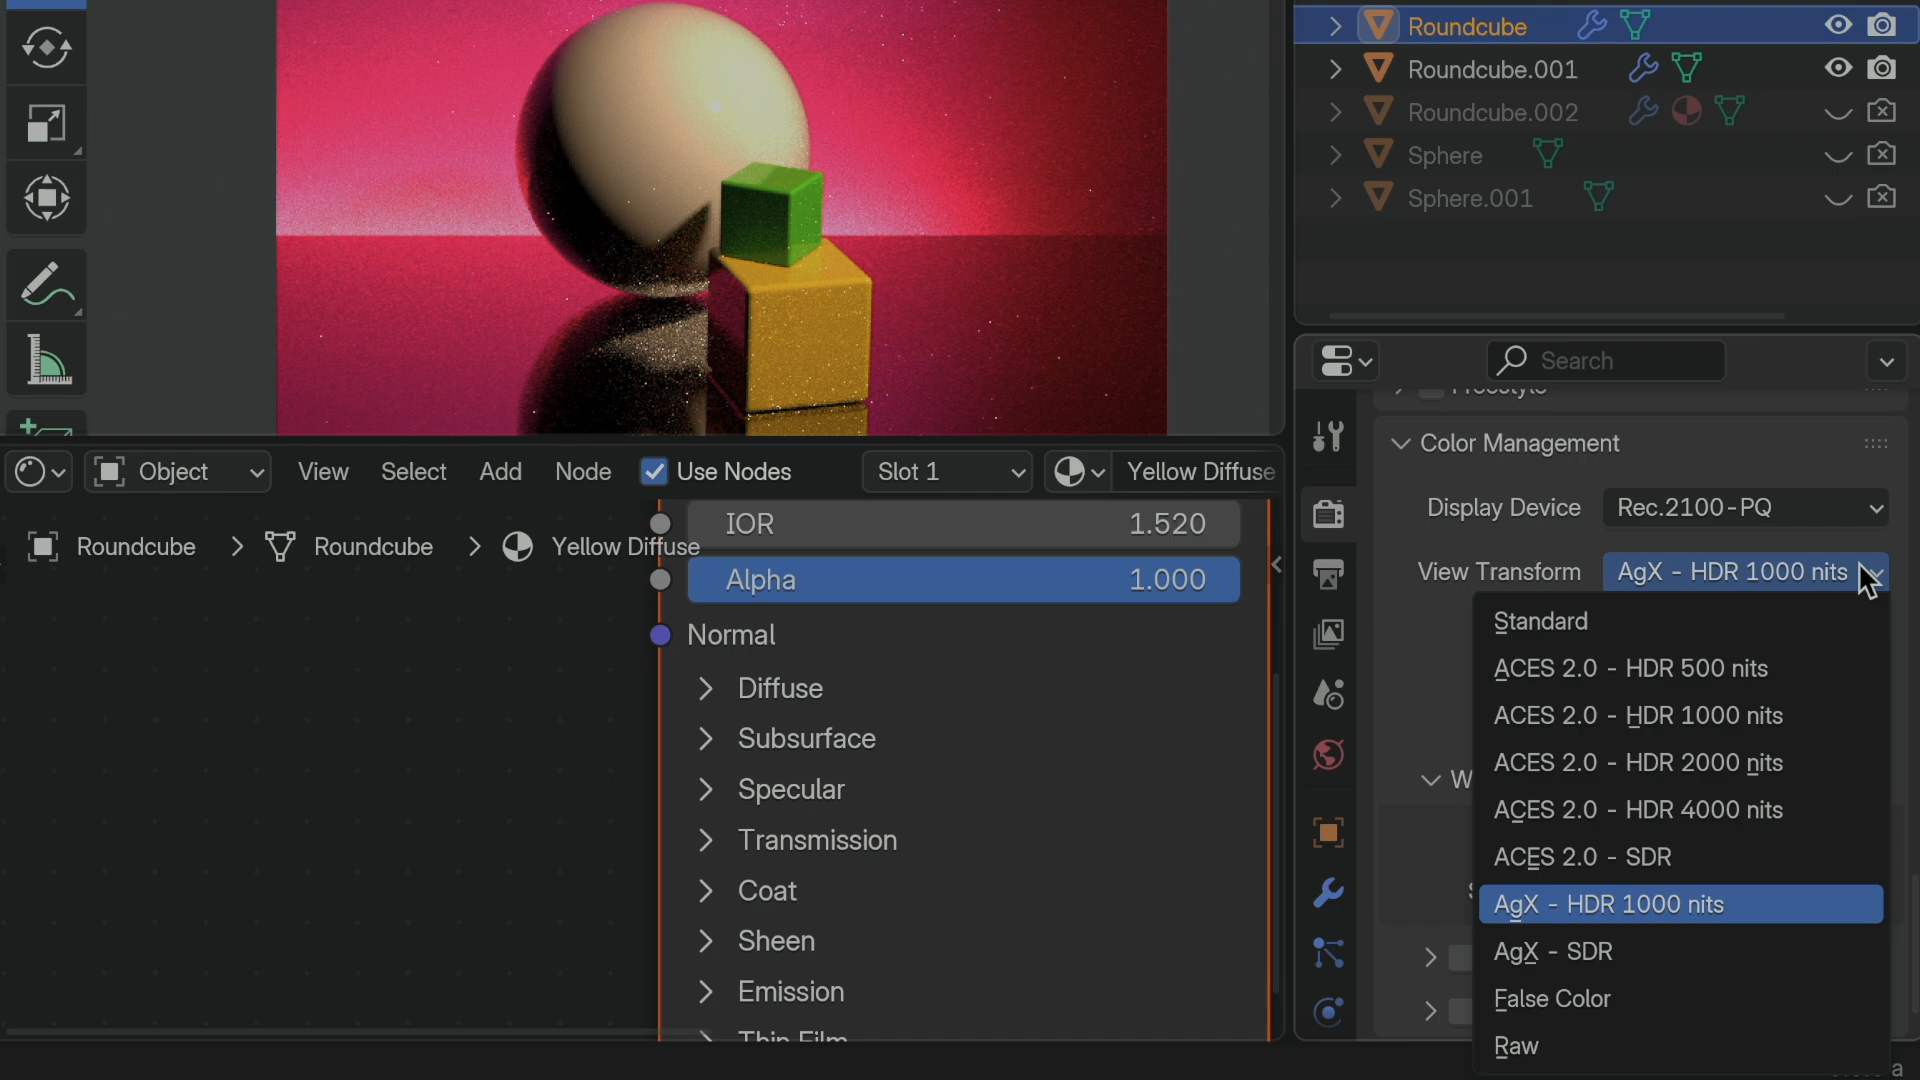 Roundcube
Roundcube.001
Roundcube.002
Sphere
Sphere.001
Search
Freestyle
Color Management
Display Device Rec.2100-PQ
View Transform AgX - HDR 1000 nits
Standard
ACES 2.0 - HDR 500 nits
ACES 2.0 - HDR 1000 nits
ACES 2.0 - HDR 2000 nits
ACES 2.0 - HDR 4000 nits
ACES 2.0 - SDR
AgX - HDR 1000 nits
AgX - SDR
False Color
Raw
Object View Select Add Node Use Nodes Slot 1 Yellow Diffuse
Roundcube Roundcube Yellow Diffuse
IOR 1.520
Alpha 1.000
Normal
Diffuse
Subsurface
Specular
Transmission
Coat
Sheen
Emission
Thin Film